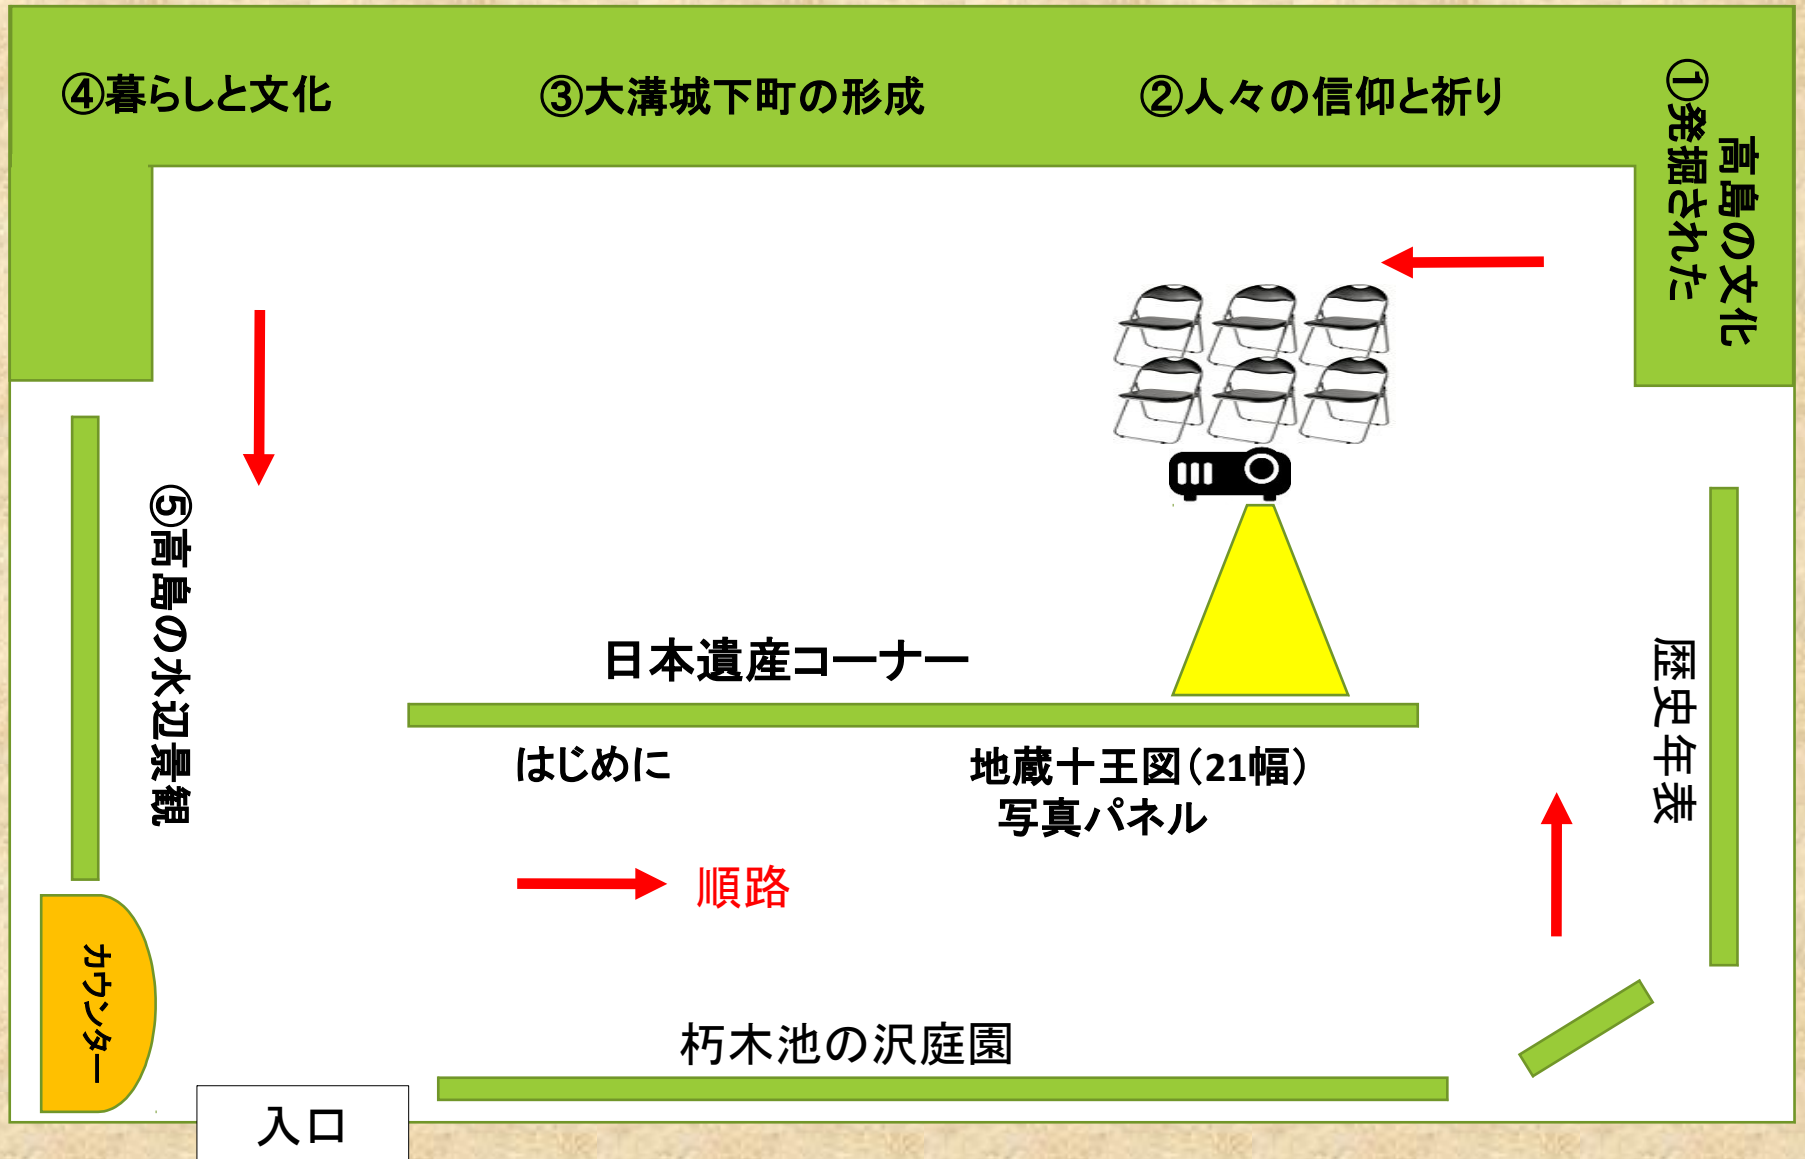 ④暮らしと文化
③大溝城下町の形成
②人々の信仰と祈り
①発掘された
高島の文化
⑤高島の水辺景観
日本遺産コーナー
はじめに
地蔵十王図（21幅）
写真パネル
歴史年表
順路
カウンター
朽木池の沢庭園
入口